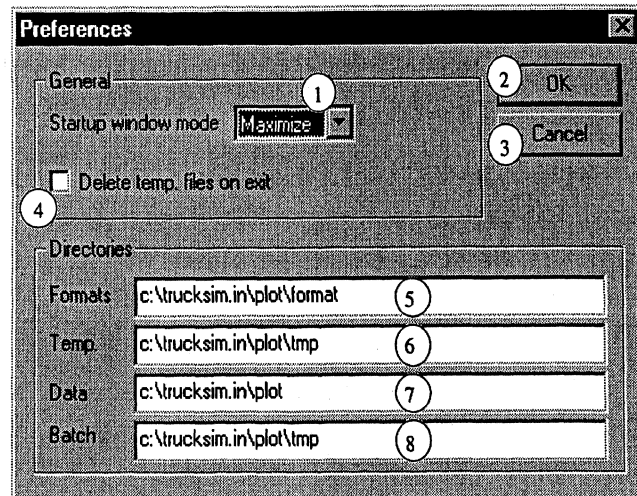 Preferences
General
1
2 OK
Startup window mode Maximize
3 Cancel
Delete temp. files on exit
4
Directories
Formats c:\trucksim.in\plot\format 5
Temp. c:\trucksim.in\plot\tmp 6
Data c:\trucksim.in\plot 7
Batch c:\trucksim.in\plot\tmp 8